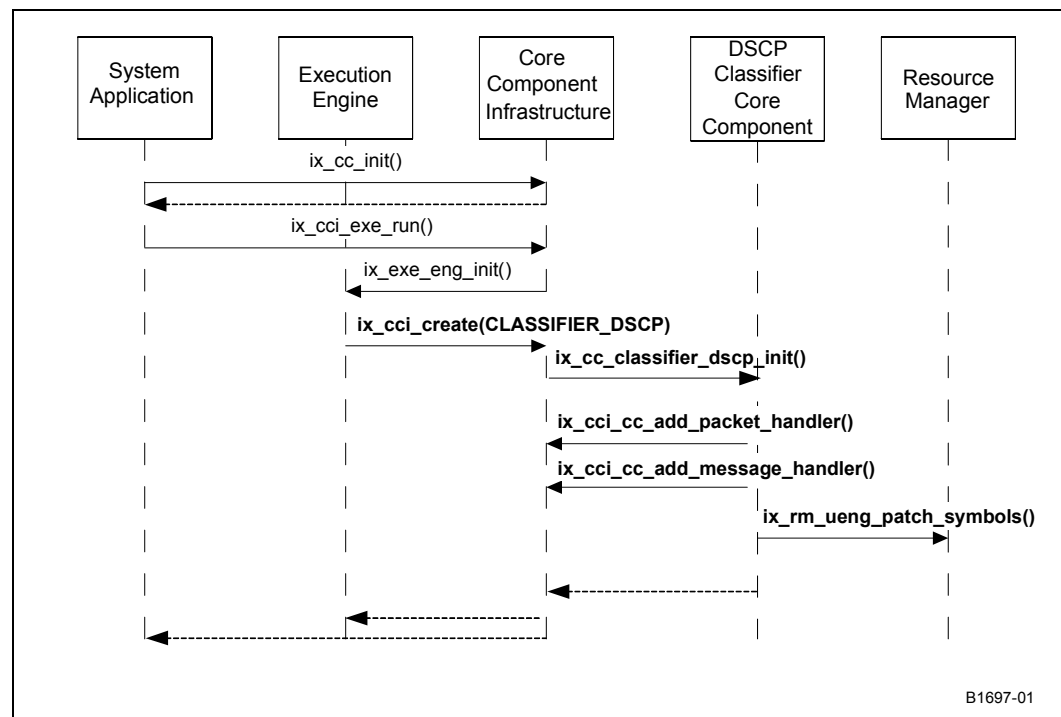 System
Application
Execution
Engine
Core
Component
Infrastructure
DSCP
Classifier
Core
Component
Resource
Manager
ix_cc_init()
ix_cci_exe_run()
ix_exe_eng_init()
ix_cci_create(CLASSIFIER_DSCP)
ix_cc_classifier_dscp_init()
ix_cci_cc_add_packet_handler()
ix_cci_cc_add_message_handler()
ix_rm_ueng_patch_symbols()
B1697-01